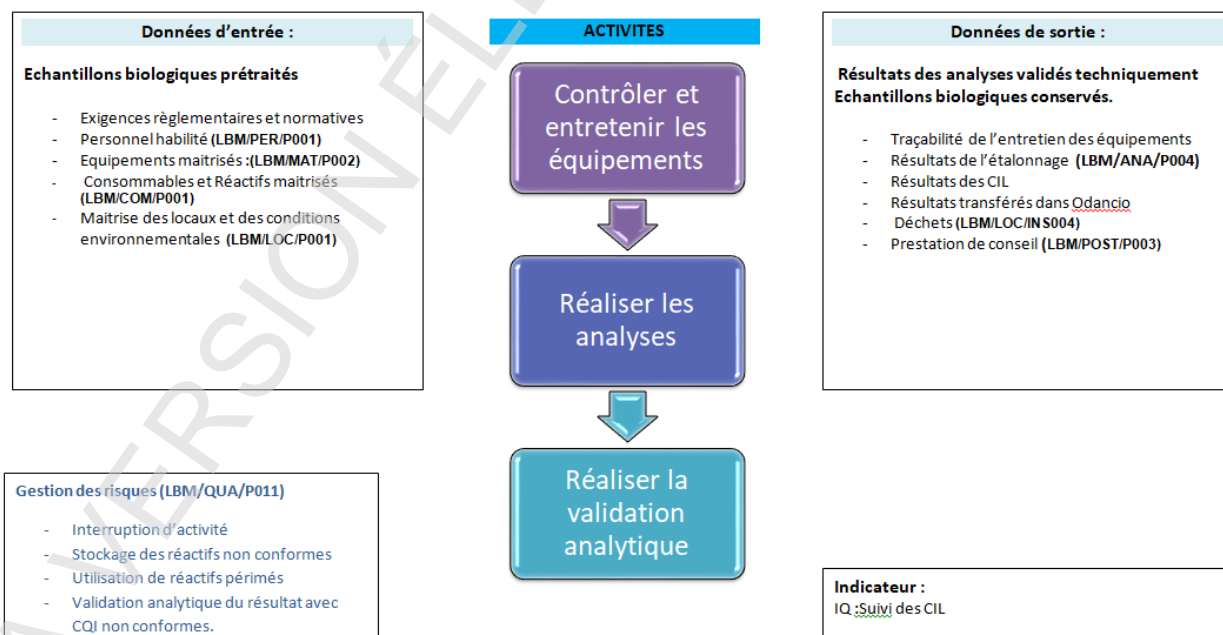 Données d'entrée :
Echantillons biologiques prétraités
- Exigences règlementaires et normatives
- Personnel habilité (LBM/PER/P001)
- Equipements maitrisés :(LBM/MAT/P002)
- Consommables et Réactifs maitrisés
(LBM/COM/P001)
- Maitrise des locaux et des conditions
environnementales (LBM/LOC/P001)
ACTIVITES
Contrôler et
entretenir les
équipements
Réaliser les
analyses
Réaliser la
validation
analytique
Données de sortie :
Résultats des analyses validés techniquement
Echantillons biologiques conservés.
- Traçabilité de l'entretien des équipements
- Résultats de l'étalonnage (LBM/ANA/P004)
- Résultats des CIL
- Résultats transférés dans Odancio
- Déchets (LBM/LOC/INS004)
- Prestation de conseil (LBM/POST/P003)
Gestion des risques (LBM/QUA/P011)
- Interruption d'activité
- Stockage des réactifs non conformes
- Utilisation de réactifs périmés
- Validation analytique du résultat avec
CQI non conformes.
Indicateur :
IQ :Suivi des CIL
VERSION ÉL